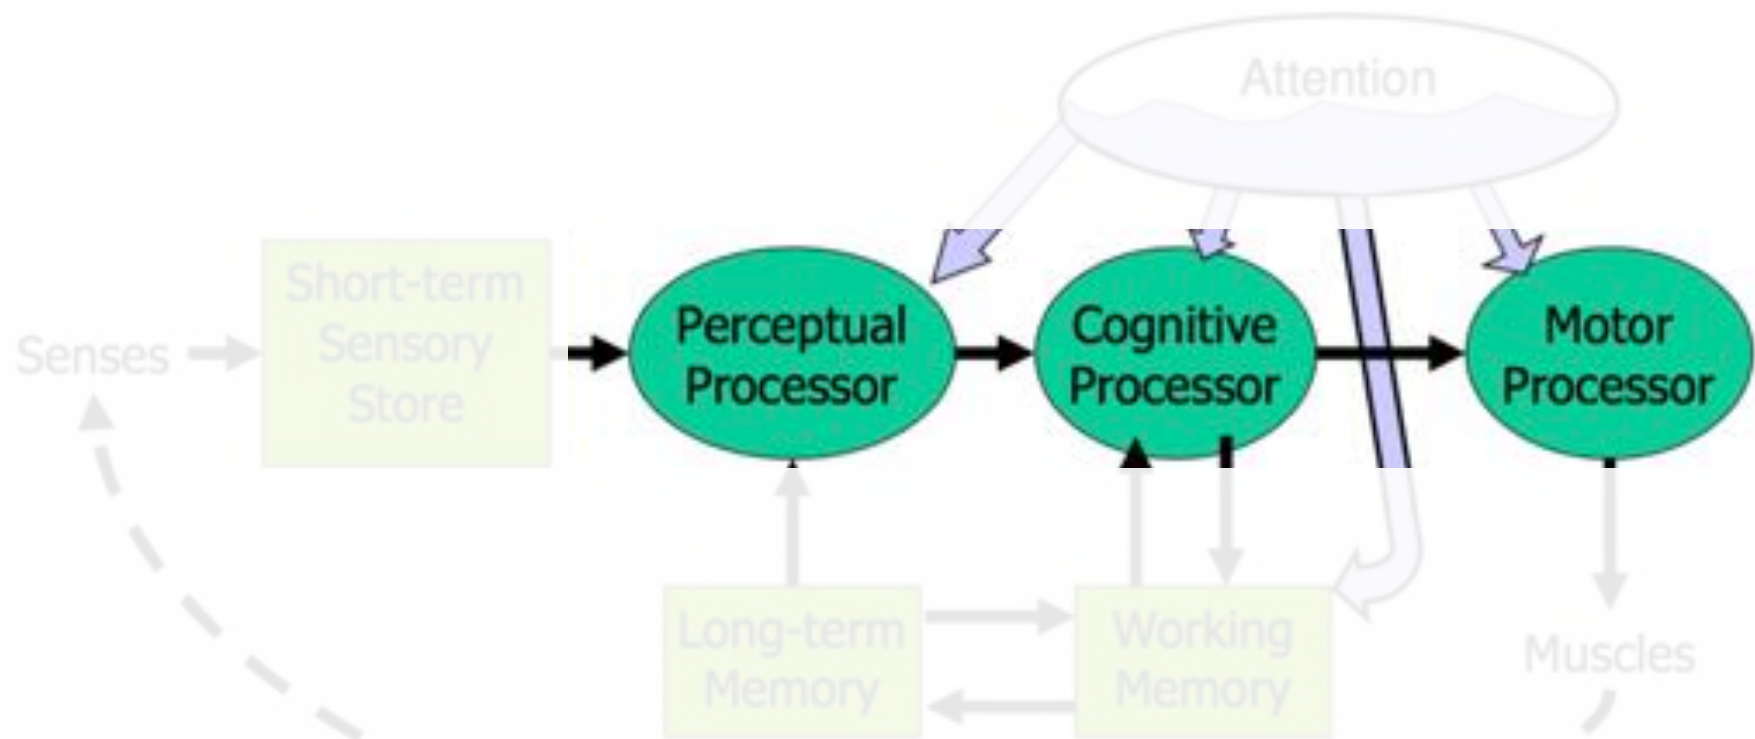 Attention
Short-term
Sensory
Store
Senses
Perceptual
Processor
Cognitive
Processor
Motor
Processor
Long-term
Memory
Working
Memory
Muscles